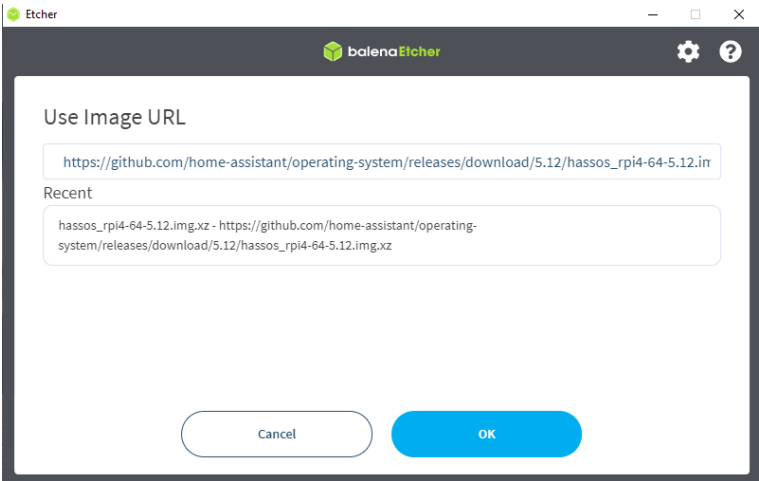 Etcher
balenaEtcher
Use Image URL
https://github.com/home-assistant/operating-system/releases/download/5.12/hassos_rpi4-64-5.12.im
Recent
hassos_rpi4-64-5.12.img.xz - https://github.com/home-assistant/operating-
system/releases/download/5.12/hassos_rpi4-64-5.12.img.xz
Cancel
OK